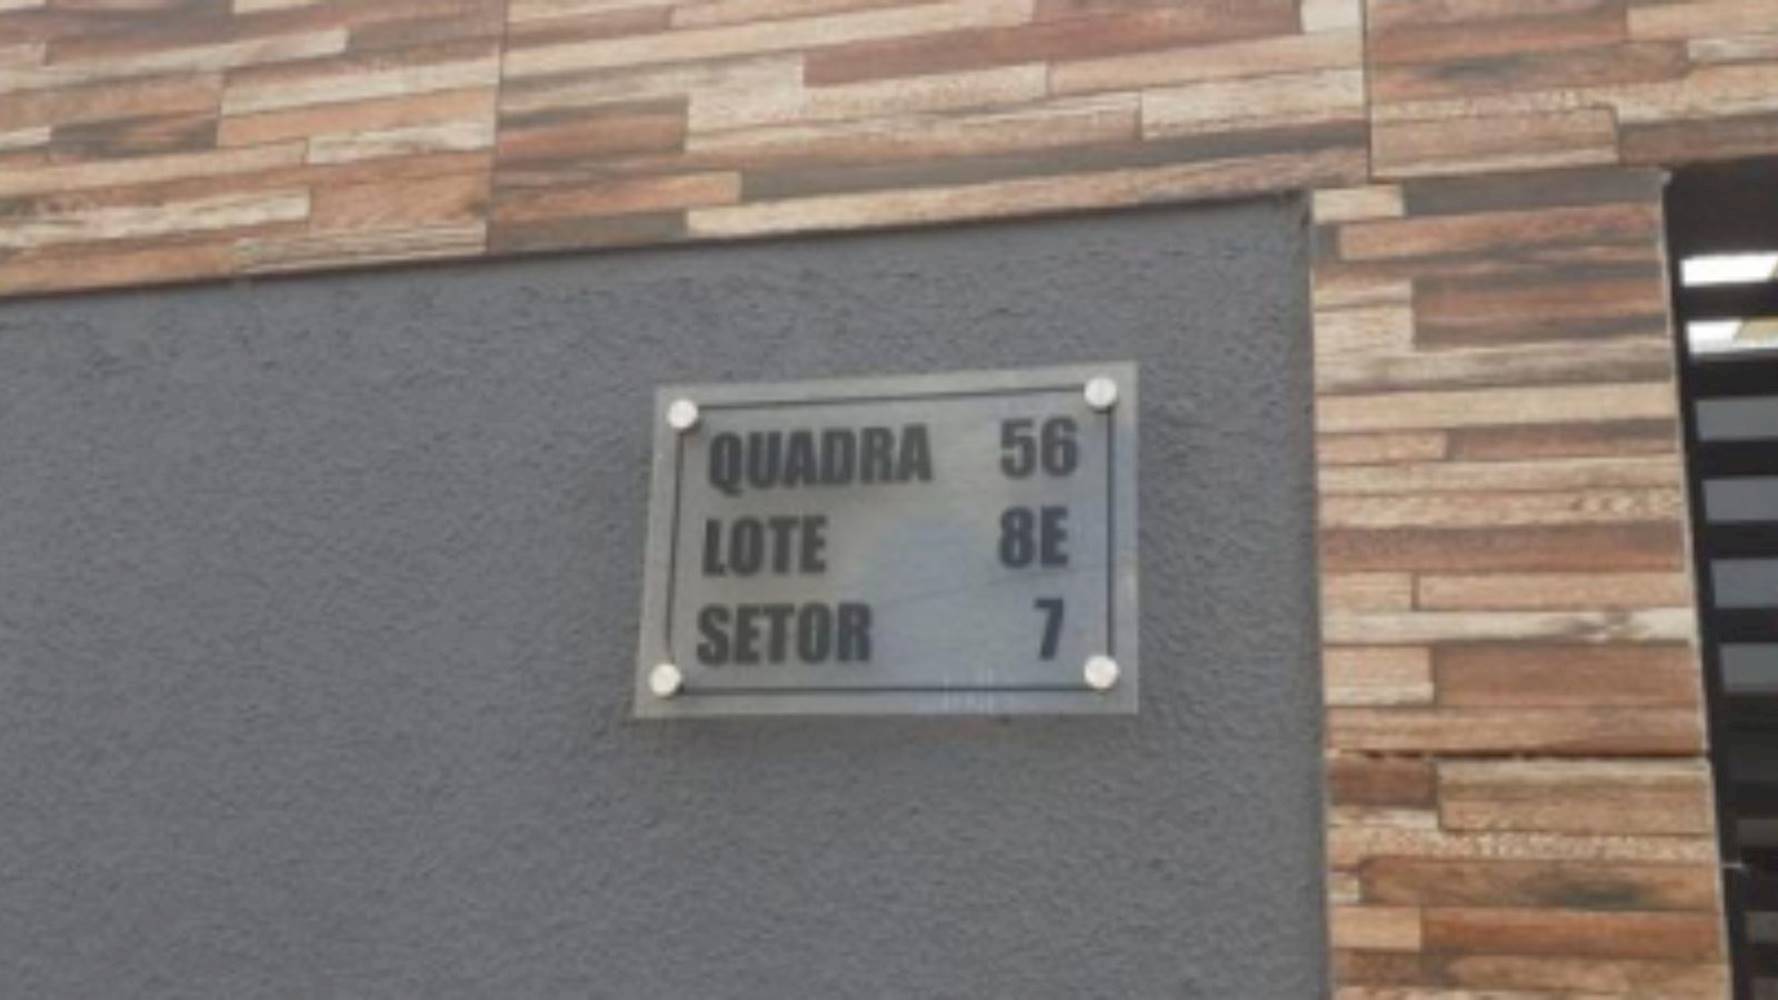 QUADRA 56
LOTE 8E
SETOR 7